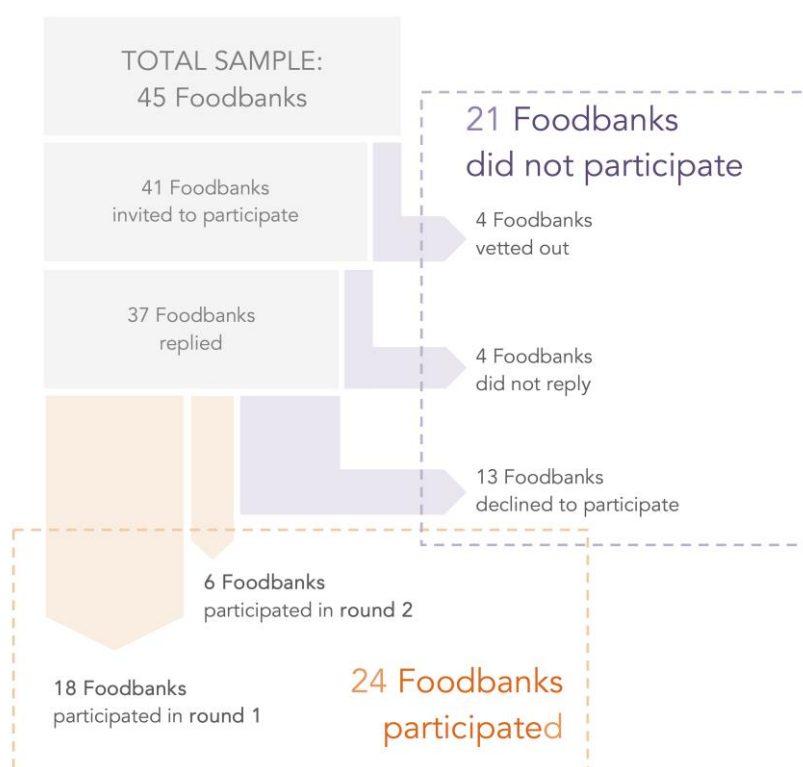 TOTAL SAMPLE:
45 Foodbanks
21 Foodbanks
did not participate
41 Foodbanks
invited to participate
4 Foodbanks
vetted out
37 Foodbanks
replied
4 Foodbanks
did not reply
13 Foodbanks
declined to participate
6 Foodbanks
participated in round 2
18 Foodbanks
participated in round 1
24 Foodbanks
participated